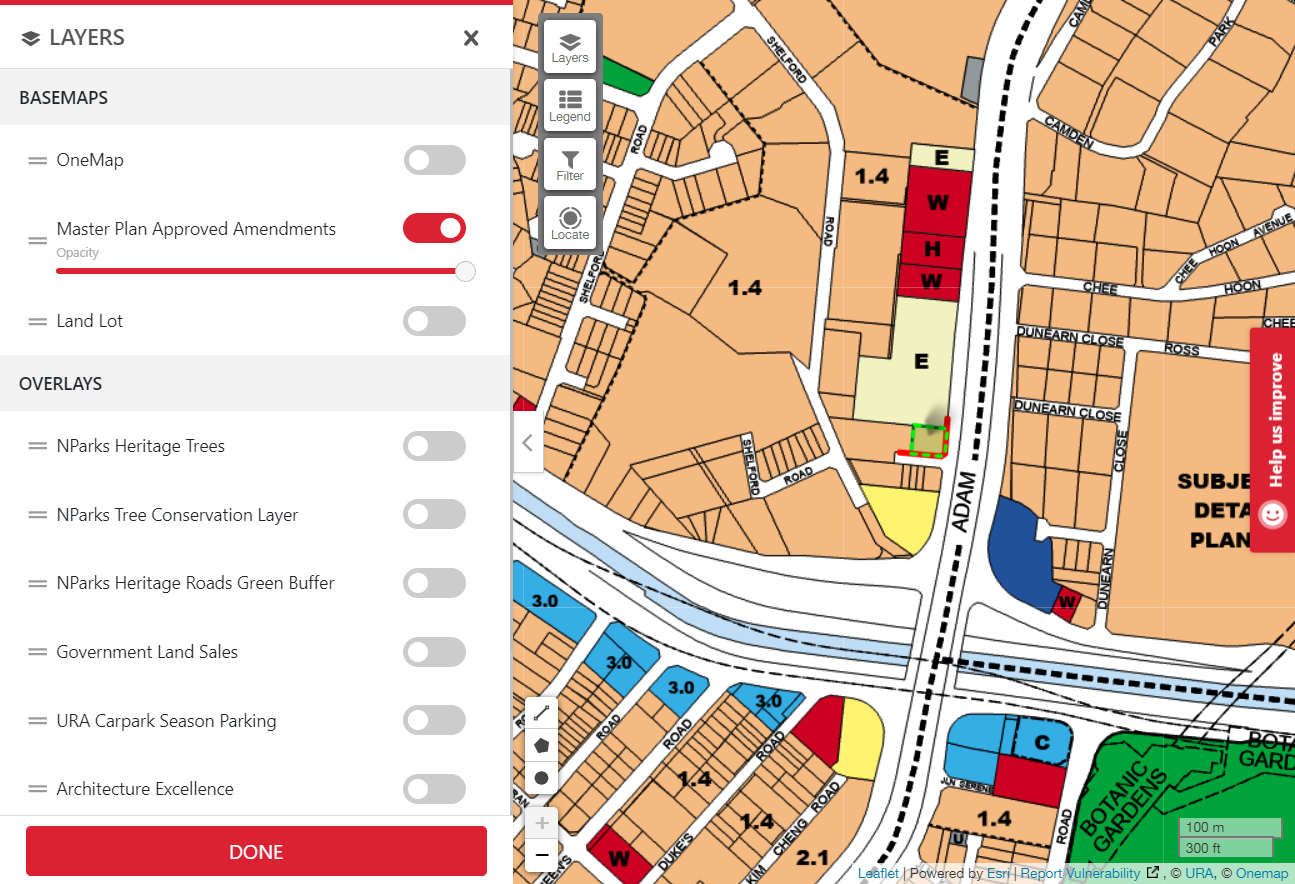 LAYERS
BASEMAPS
OneMap
Master Plan Approved Amendments
Opacity
Land Lot
OVERLAYS
NParks Heritage Trees
NParks Tree Conservation Layer
NParks Heritage Roads Green Buffer
Government Land Sales
URA Carpark Season Parking
Architecture Excellence
DONE
Layers
Legend
Filter
Locate
SHELFORD
ROAD
ROAD
SHELFORD
SHELFORD
ROAD
1.4
1.4
E
W
H
W
E
PARK
CAMDEN
CHEE
HOON
AVENUE
CHEE
HOON
CHEE
DUNEARN CLOSE
ROSS
DUNEARN CLOSE
CLOSE
DUNEARN
ADAM
SUBJE
DETA
PLAN
Help us improve
W
3.0
3.0
3.0
3.0
ROAD
ROAD
ROAD
1.4
1.4
W
DUKE'S
KIM
CHENG
ROAD
2.1
C
JLN SERENE
1.4
U
ROAD
BOTANIC
GARDENS
BOTA
GARD
+
−
100 m
300 ft
Leaflet | Powered by Esri | Report Vulnerability , © URA, © Onemap